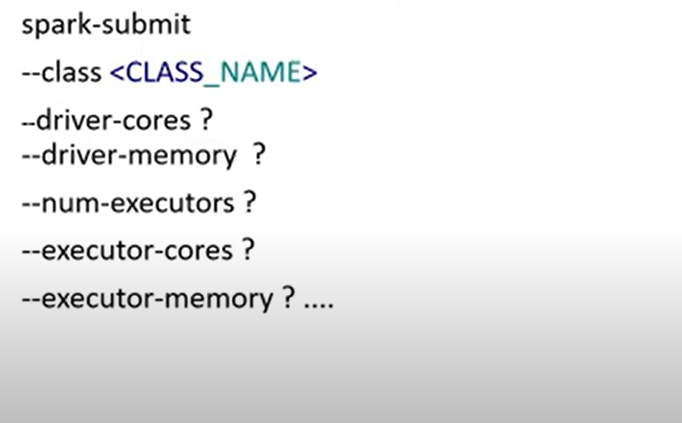 spark-submit
--class <CLASS_NAME>
--driver-cores ?
--driver-memory ?
--num-executors ?
--executor-cores ?
--executor-memory ? ....